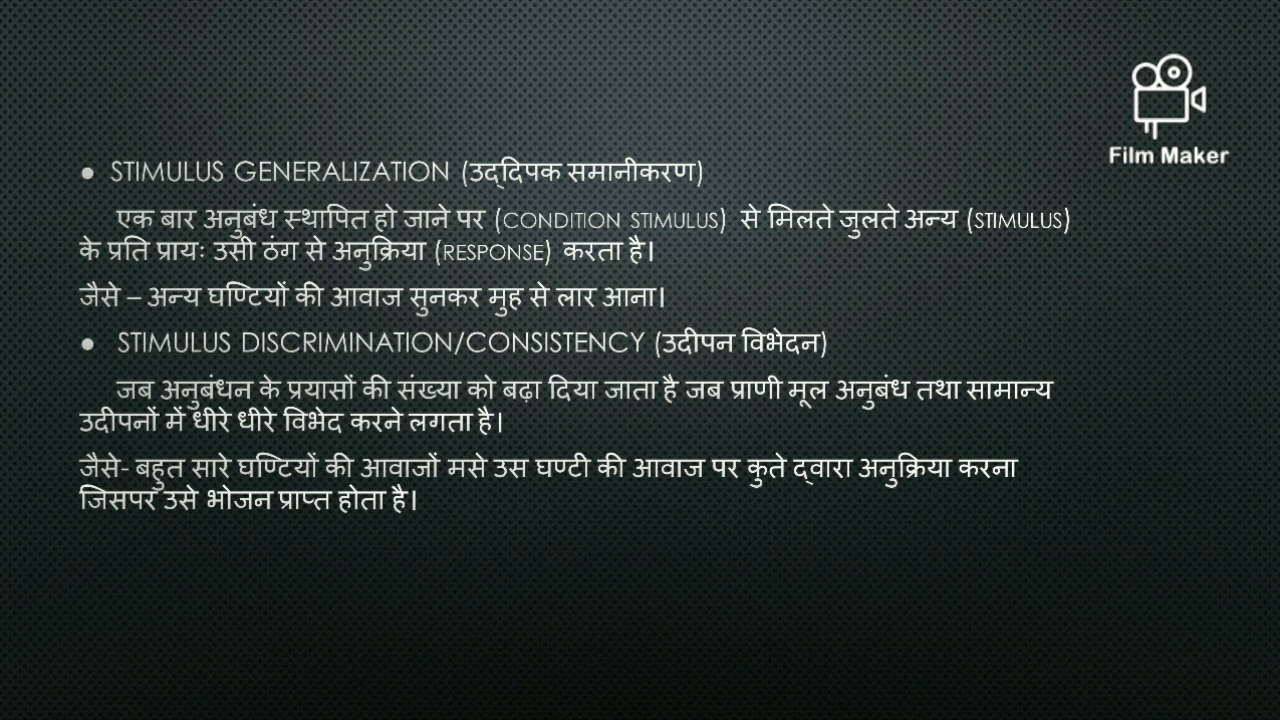 Film Maker
• STIMULUS GENERALIZATION (उद्दिपक समानीकरण)
एक बार अनुबंध स्थापित हो जाने पर (CONDITION STIMULUS) से मिलते जुलते अन्य (STIMULUS)
के प्रति प्रायः उसी ठंग से अनुक्रिया (RESPONSE) करता है।
जैसे – अन्य घण्टियों की आवाज सुनकर मुह से लार आना।
• STIMULUS DISCRIMINATION/CONSISTENCY (उदीपन विभेदन)
जब अनुबंधन के प्रयासों की संख्या को बढ़ा दिया जाता है जब प्राणी मूल अनुबंध तथा सामान्य
उदीपनों में धीरे धीरे विभेद करने लगता है।
जैसे- बहुत सारे घण्टियों की आवाजों मसे उस घण्टी की आवाज पर कुते द्वारा अनुक्रिया करना
जिसपर उसे भोजन प्राप्त होता है।